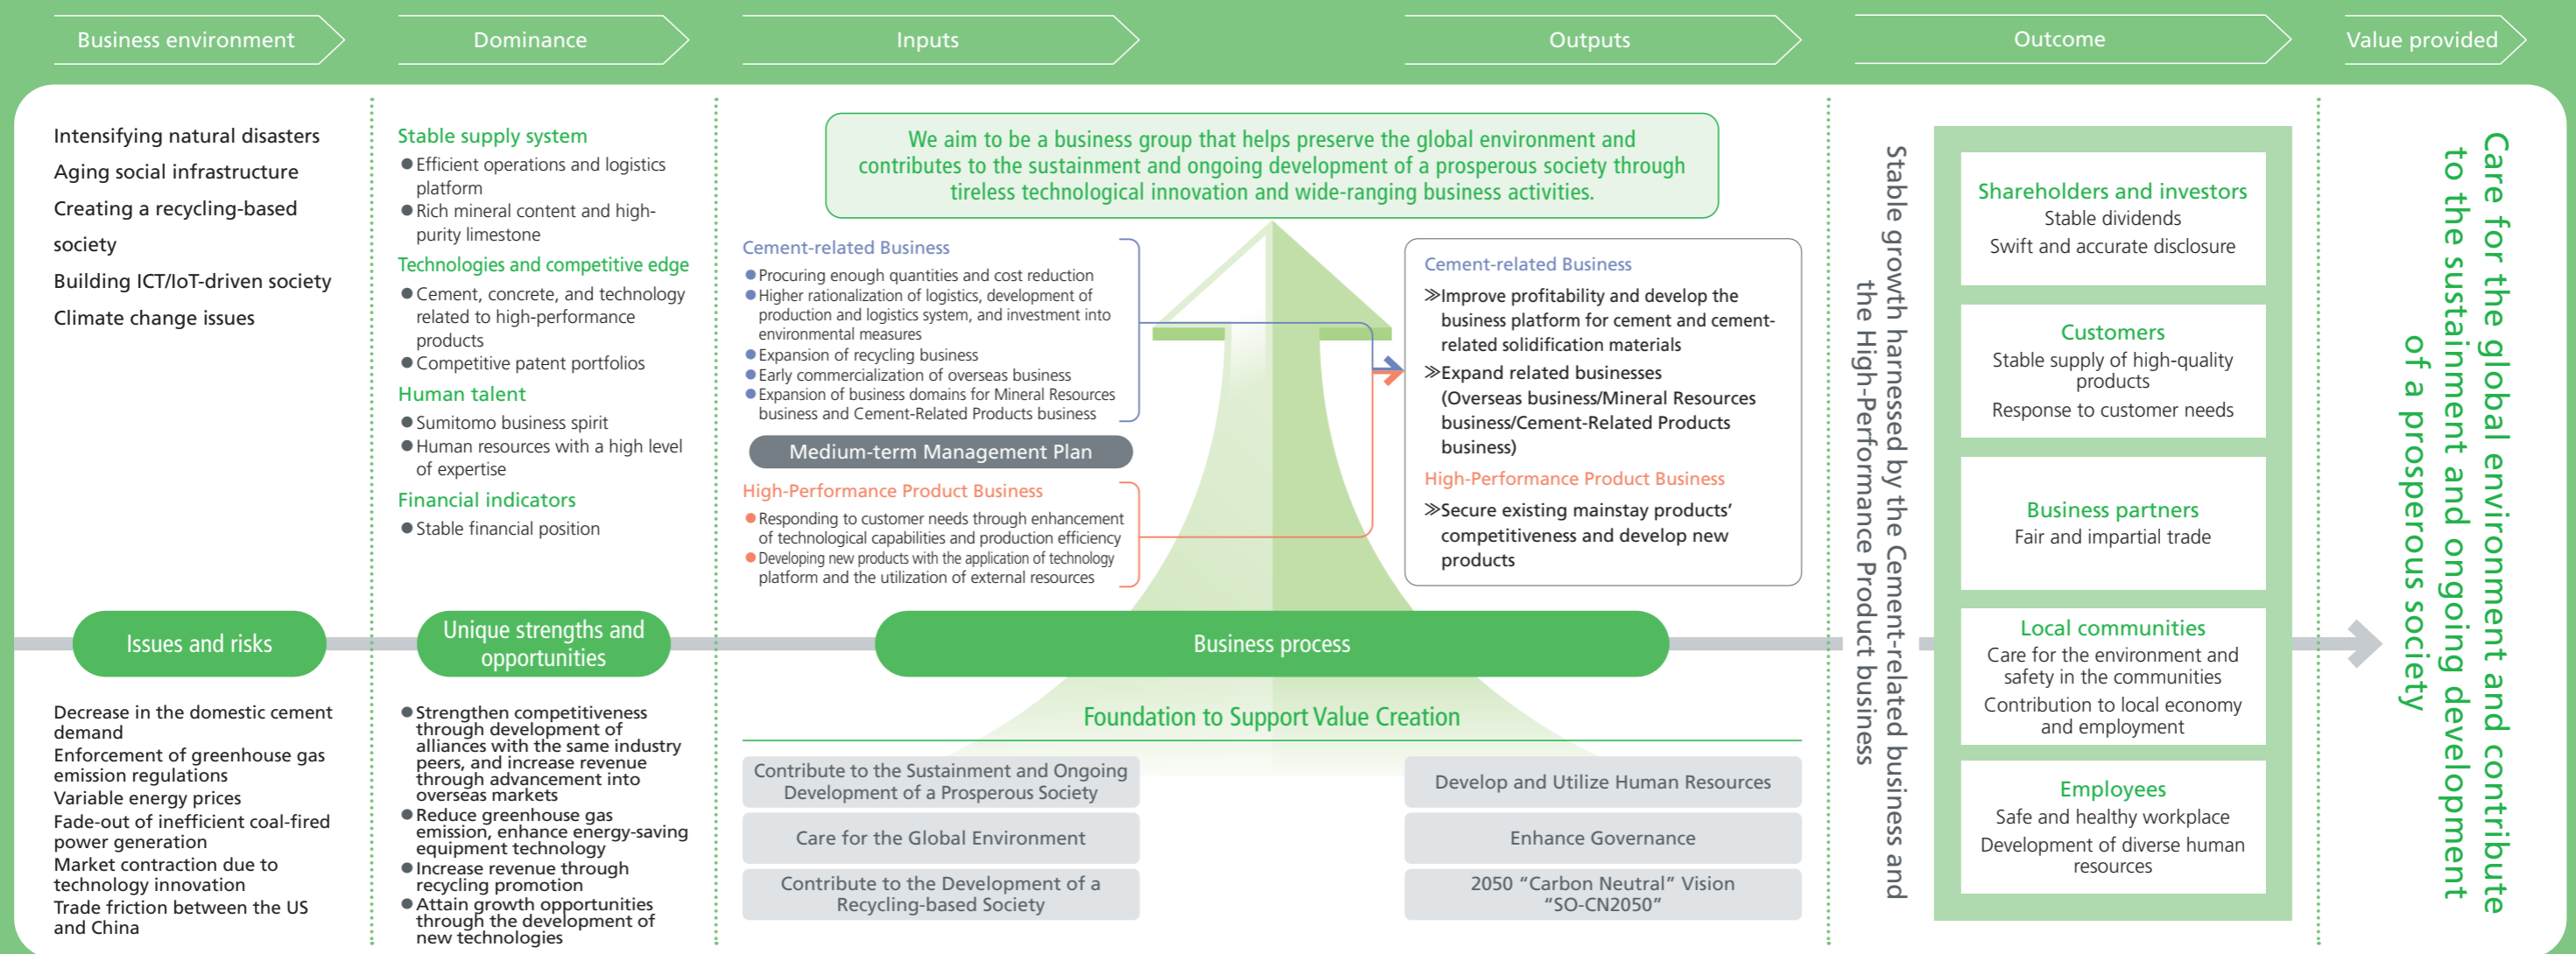 Business environment
Dominance
Inputs
Outputs
Outcome
Value provided
Intensifying natural disasters
Aging social infrastructure
Creating a recycling-based
society
Building ICT/IoT-driven society
Climate change issues
Issues and risks
Decrease in the domestic cement
demand
Enforcement of greenhouse gas
emission regulations
Variable energy prices
Fade-out of inefficient coal-fired
power generation
Market contraction due to
technology innovation
Trade friction between the US
and China
Stable supply system
●Efficient operations and logistics
platform
●Rich mineral content and high-
purity limestone
Technologies and competitive edge
●Cement, concrete, and technology
related to high-performance
products
●Competitive patent portfolios
Human talent
●Sumitomo business spirit
●Human resources with a high level
of expertise
Financial indicators
●Stable financial position
Unique strengths and
opportunities
●Strengthen competitiveness
through development of
alliances with the same industry
peers, and increase revenue
through advancement into
overseas markets
●Reduce greenhouse gas
emission, enhance energy-saving
equipment technology
●Increase revenue through
recycling promotion
●Attain growth opportunities
through the development of
new technologies
We aim to be a business group that helps preserve the global environment and
contributes to the sustainment and ongoing development of a prosperous society through
tireless technological innovation and wide-ranging business activities.
Cement-related Business
●Procuring enough quantities and cost reduction
●Higher rationalization of logistics, development of
production and logistics system, and investment into
environmental measures
●Expansion of recycling business
●Early commercialization of overseas business
●Expansion of business domains for Mineral Resources
business and Cement-Related Products business
Medium-term Management Plan
High-Performance Product Business
●Responding to customer needs through enhancement
of technological capabilities and production efficiency
●Developing new products with the application of technology
platform and the utilization of external resources
Cement-related Business
≫Improve profitability and develop the
business platform for cement and cement-
related solidification materials
≫Expand related businesses
(Overseas business/Mineral Resources
business/Cement-Related Products
business)
High-Performance Product Business
≫Secure existing mainstay products’
competitiveness and develop new
products
Business process
Foundation to Support Value Creation
Contribute to the Sustainment and Ongoing
Development of a Prosperous Society
Care for the Global Environment
Contribute to the Development of a
Recycling-based Society
Develop and Utilize Human Resources
Enhance Governance
2050 “Carbon Neutral” Vision
“SO-CN2050”
Stable growth harnessed by the Cement-related business and
the High-Performance Product business
Shareholders and investors
Stable dividends
Swift and accurate disclosure
Customers
Stable supply of high-quality
products
Response to customer needs
Business partners
Fair and impartial trade
Local communities
Care for the environment and
safety in the communities
Contribution to local economy
and employment
Employees
Safe and healthy workplace
Development of diverse human
resources
Care for the global environment and contribute
to the sustainment and ongoing development
of a prosperous society